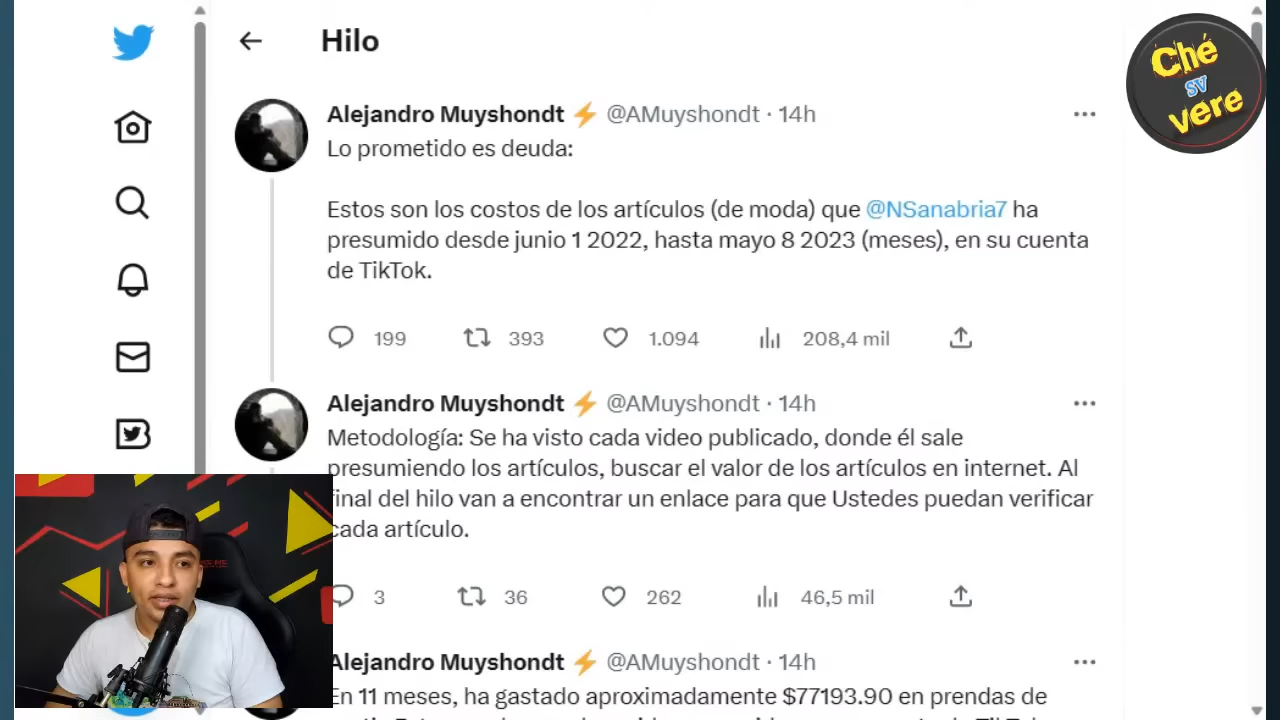 Hilo
Ché
sv
vere
Alejandro Muyshondt ⚡ @AMuyshondt · 14h
Lo prometido es deuda:
Estos son los costos de los artículos (de moda) que @NSanabria7 ha
presumido desde junio 1 2022, hasta mayo 8 2023 (meses), en su cuenta
de TikTok.
199 393 1.094 208,4 mil
Alejandro Muyshondt ⚡ @AMuyshondt · 14h
Metodología: Se ha visto cada video publicado, donde él sale
presumiendo los artículos, buscar el valor de los artículos en internet. Al
final del hilo van a encontrar un enlace para que Ustedes puedan verificar
cada artículo.
3 36 262 46,5 mil
Alejandro Muyshondt ⚡ @AMuyshondt · 14h
En 11 meses, ha gastado aproximadamente $77193.90 en prendas de